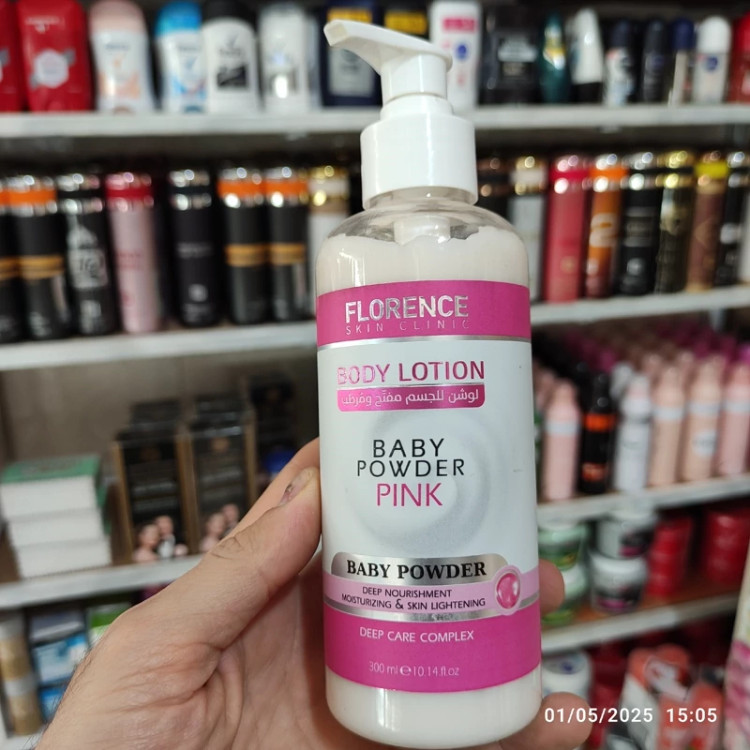 FLORENCE
SKIN CLINIC
BODY LOTION
لوشن للجسم مفتح ومرطب
BABY
POWDER
PINK
BABY POWDER
DEEP NOURISHMENT
MOISTURIZING & SKIN LIGHTENING
DEEP CARE COMPLEX
300 ml ℮ 10.14.fl.oz
01/05/2025 15:05